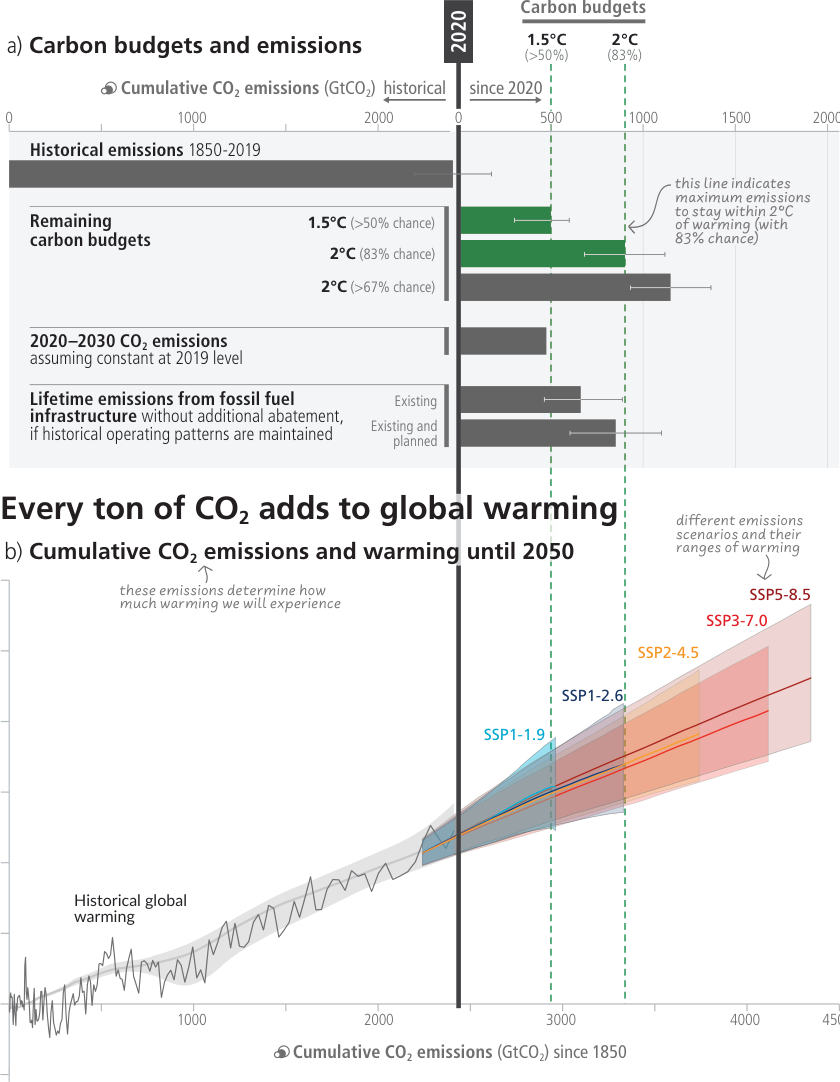 Carbon budgets
2020
a) Carbon budgets and emissions
1.5°C
(>50%)
2°C
(83%)
Cumulative CO₂ emissions (GtCO₂)
historical
since 2020
0
1000
2000
0
500
1000
1500
2000
Historical emissions 1850-2019
this line indicates
maximum emissions
to stay within 2°C
of warming (with
83% chance)
Remaining
carbon budgets
1.5°C (>50% chance)
2°C (83% chance)
2°C (>67% chance)
2020–2030 CO₂ emissions
assuming constant at 2019 level
Lifetime emissions from fossil fuel
infrastructure without additional abatement,
if historical operating patterns are maintained
Existing
Existing and
planned
Every ton of CO₂ adds to global warming
b) Cumulative CO₂ emissions and warming until 2050
these emissions determine how
much warming we will experience
different emissions
scenarios and their
ranges of warming
SSP5-8.5
SSP3-7.0
SSP2-4.5
SSP1-2.6
SSP1-1.9
Historical global
warming
1000
2000
3000
4000
450
Cumulative CO₂ emissions (GtCO₂) since 1850